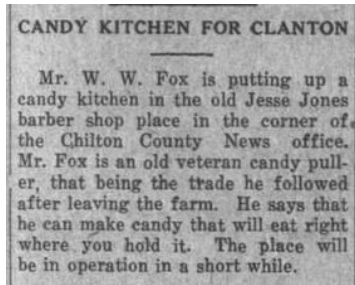 CANDY KITCHEN FOR CLANTON
Mr. W. W. Fox is putting up a
candy kitchen in the old Jesse Jones
barber shop place in the corner of
the Chilton County News office.
Mr. Fox is an old veteran candy pull-
er, that being the trade he followed
after leaving the farm. He says that
he can make candy that will eat right
where you hold it. The place will
be in operation in a short while.